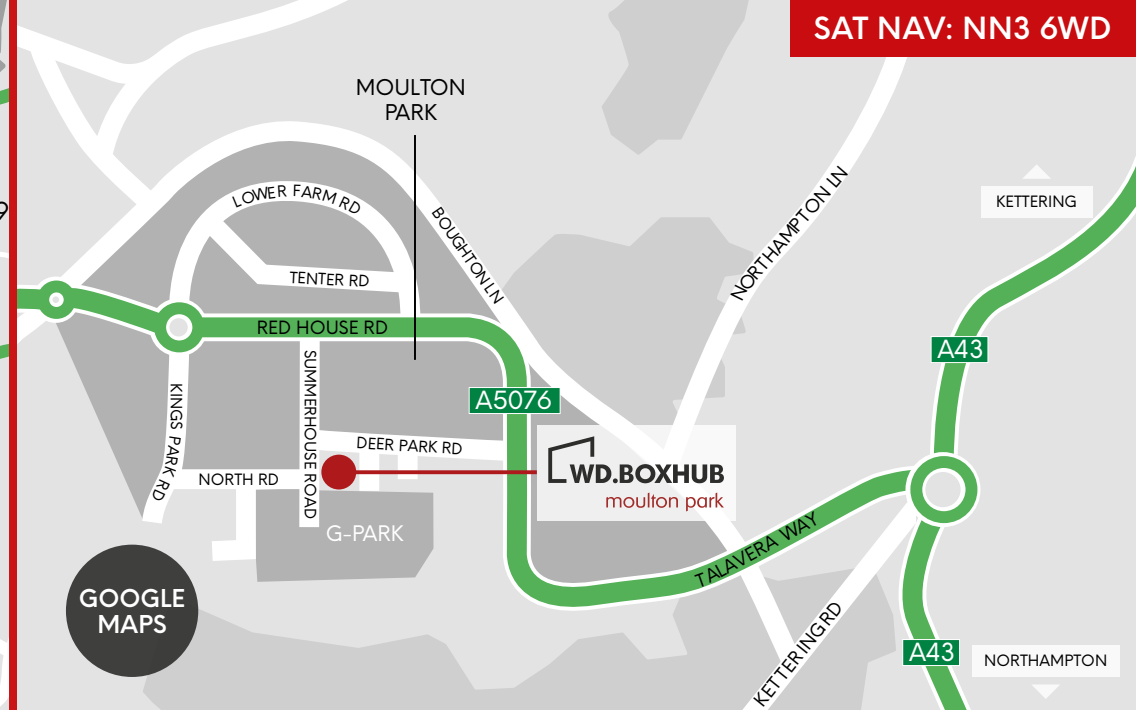 SAT NAV: NN3 6WD
MOULTON
PARK
LOWER FARM RD
BOUGHTON LN
NORTHAMPTON LN
KETTERING
TENTER RD
RED HOUSE RD
A43
SUMMERHOUSE ROAD
KINGS PARK RD
A5076
DEER PARK RD
NORTH RD
WD.BOXHUB
moulton park
G-PARK
TALAVERA WAY
GOOGLE
MAPS
KETTERING RD
A43
NORTHAMPTON